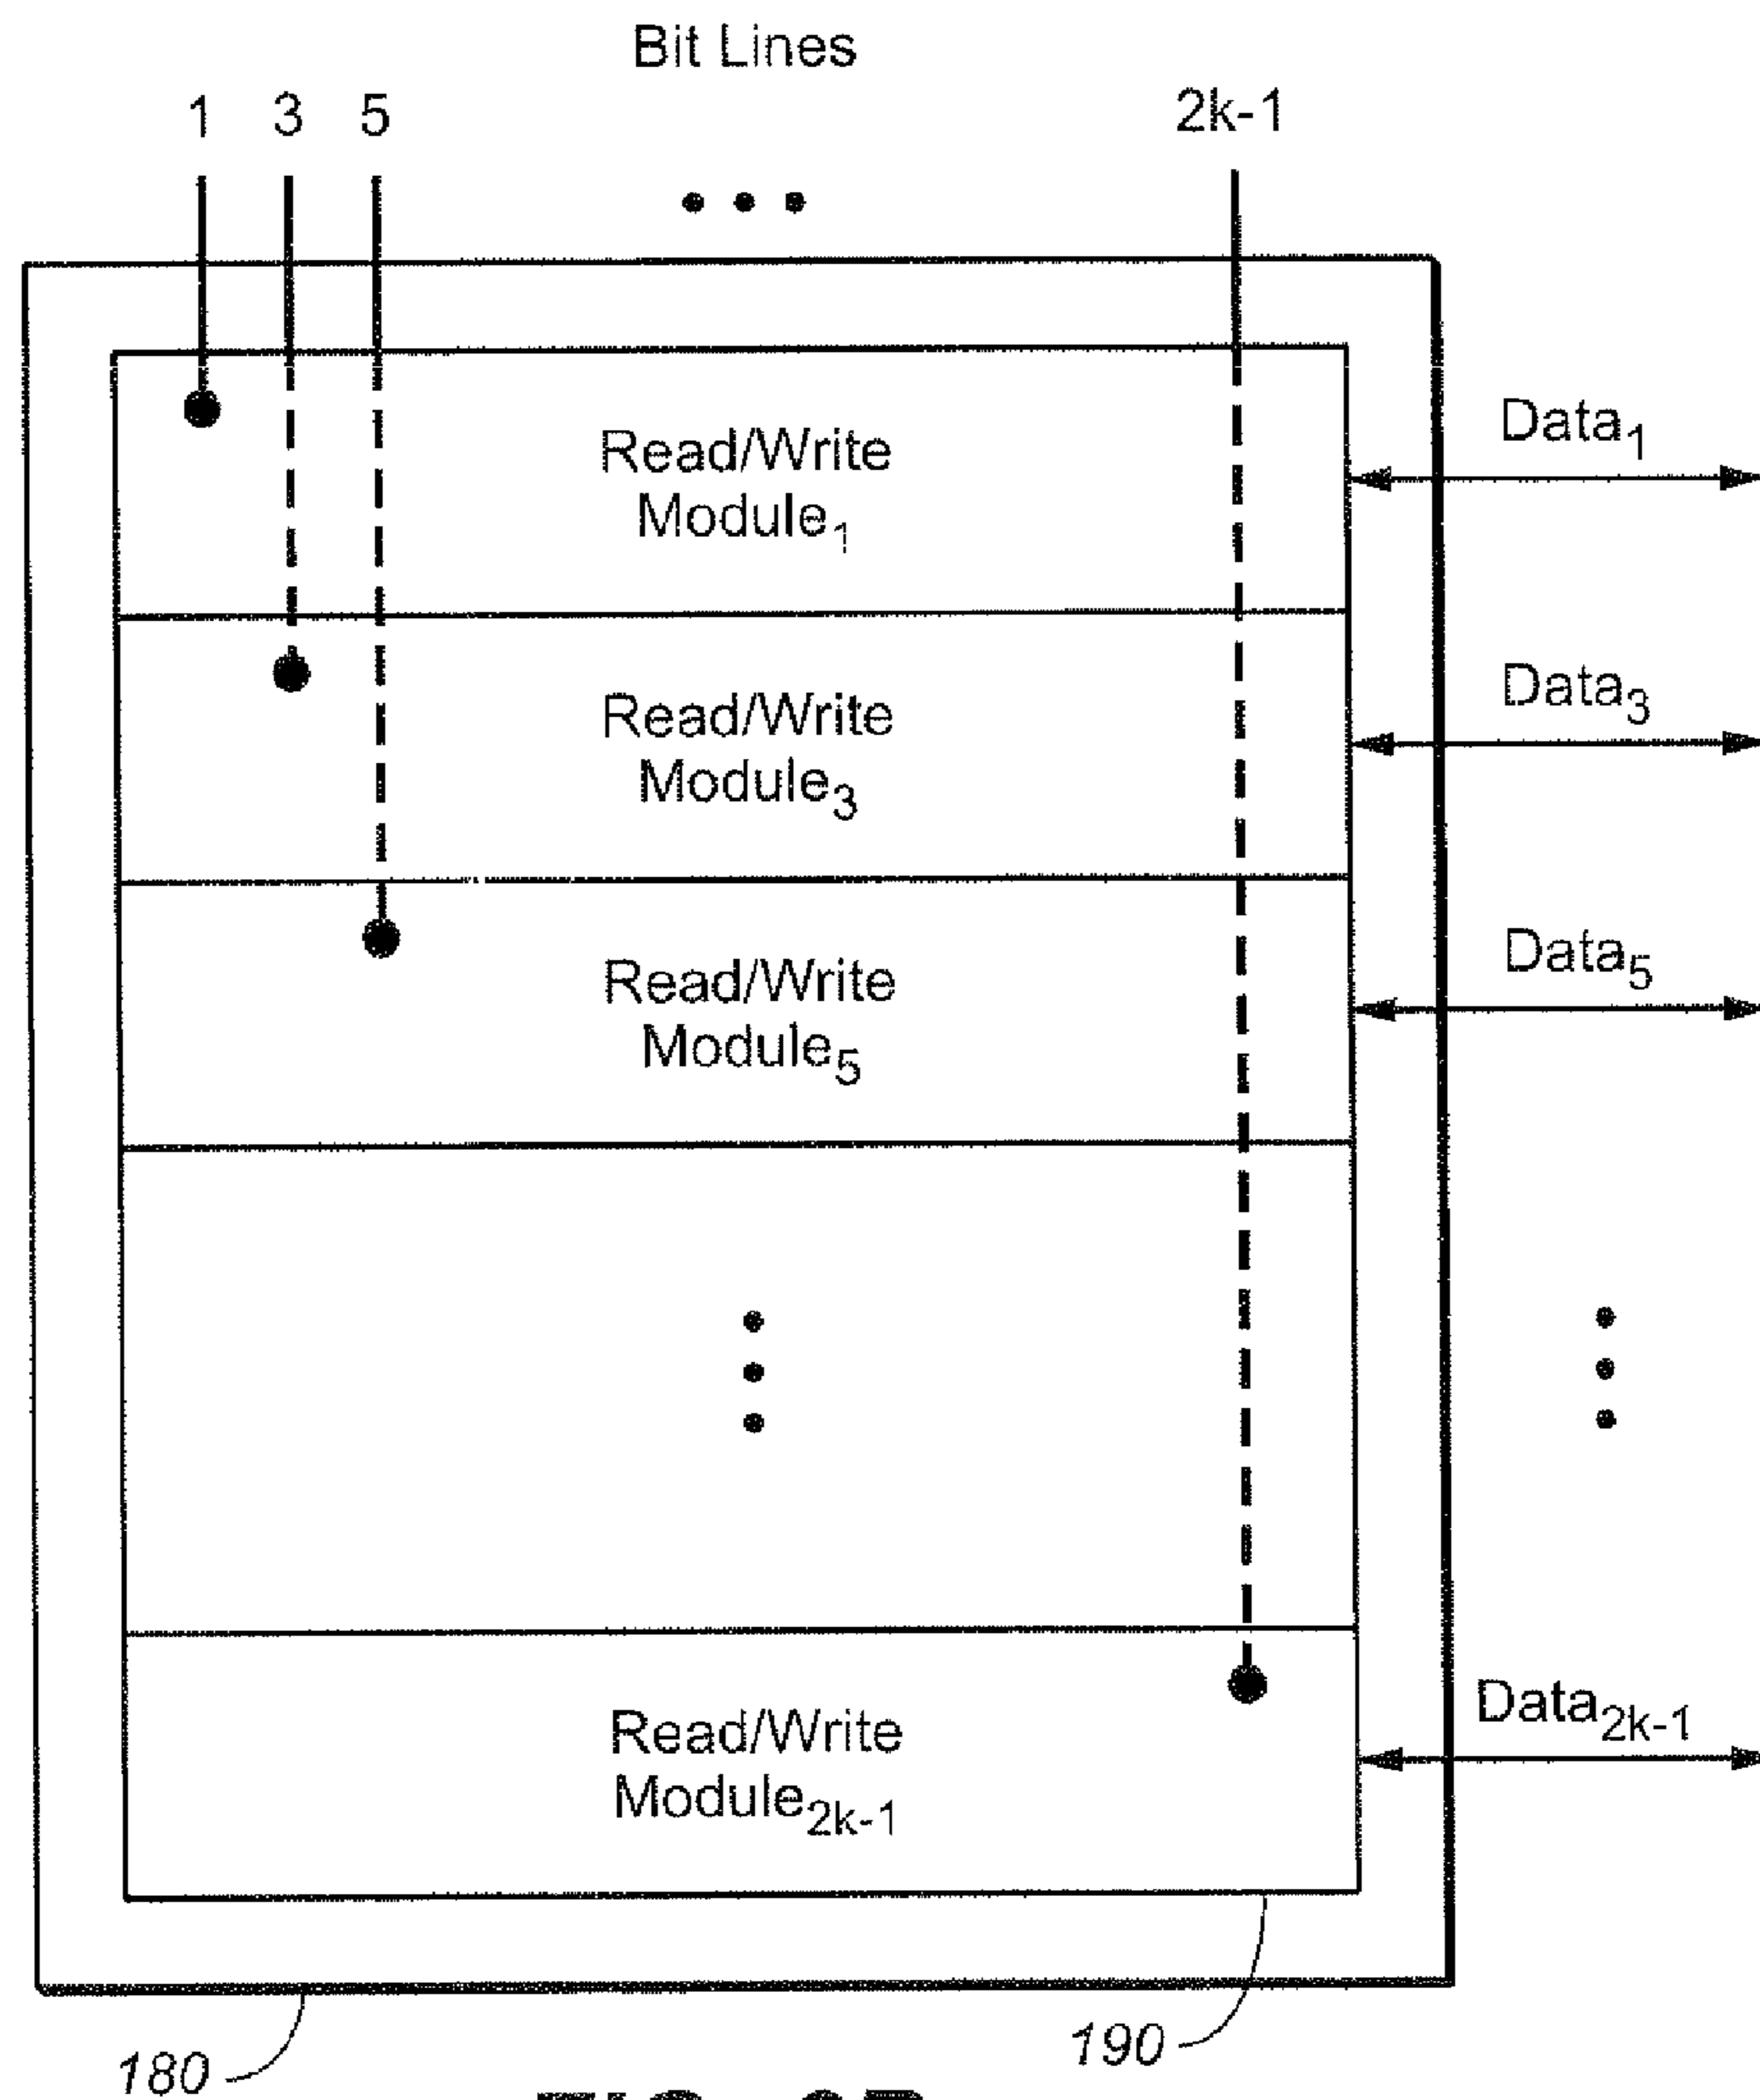 Bit Lines
1 3 5 2k-1
Read/Write
Module₁
Data₁
Read/Write
Module₃
Data₃
Read/Write
Module₅
Data₅
Read/Write
Module₂ₖ₋₁
Data₂ₖ₋₁
180
190